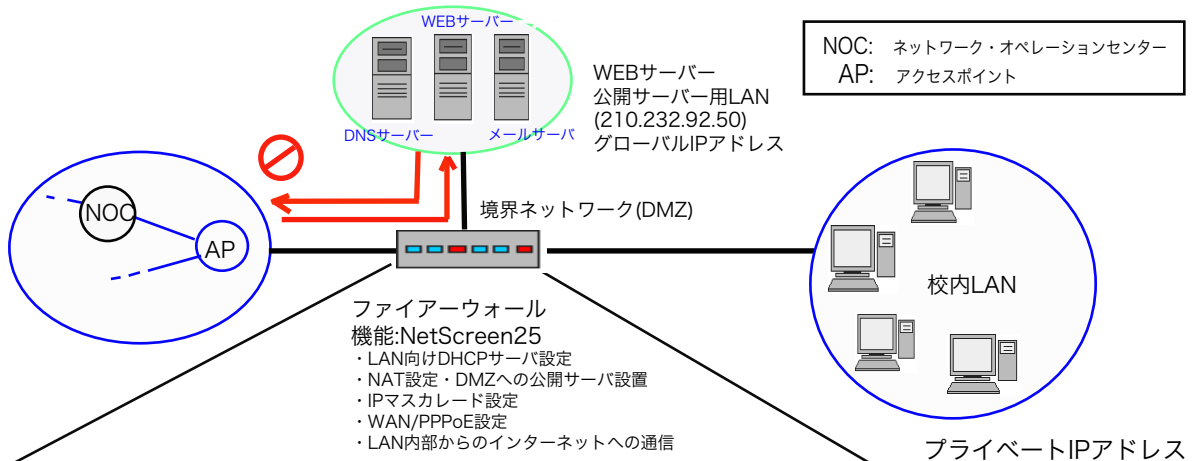 WEBサーバー
DNSサーバー
メールサーバ
WEBサーバー
公開サーバー用LAN
(210.232.92.50)
グローバルIPアドレス
NOC: ネットワーク・オペレーションセンター
AP: アクセスポイント
NOC
AP
境界ネットワーク(DMZ)
校内LAN
ファイアーウォール
機能:NetScreen25
・LAN向けDHCPサーバ設定
・NAT設定・DMZへの公開サーバ設置
・IPマスカレード設定
・WAN/PPPoE設定
・LAN内部からのインターネットへの通信
プライベートIPアドレス